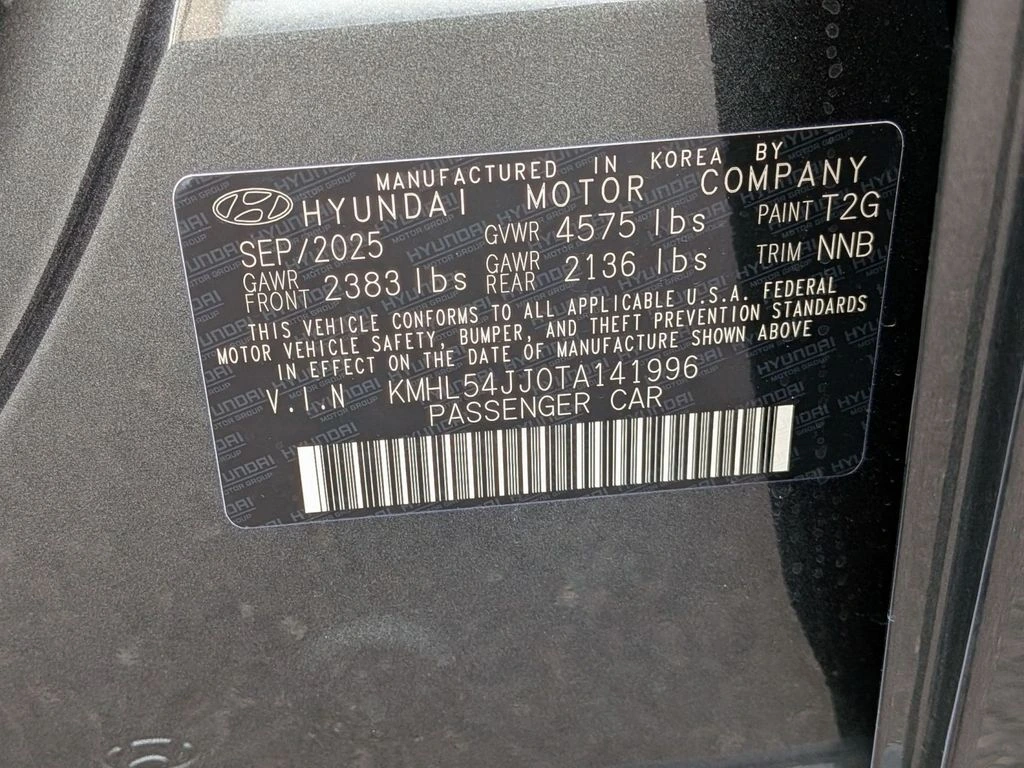 MANUFACTURED IN KOREA BY
HYUNDAI MOTOR COMPANY
SEP/2025 GVWR 4575 lbs PAINT T2G
GAWR FRONT 2383 lbs GAWR REAR 2136 lbs TRIM NNB
THIS VEHICLE CONFORMS TO ALL APPLICABLE U.S.A. FEDERAL
MOTOR VEHICLE SAFETY, BUMPER, AND THEFT PREVENTION STANDARDS
IN EFFECT ON THE DATE OF MANUFACTURE SHOWN ABOVE
V.I.N KMHL54JJ0TA141996
PASSENGER CAR